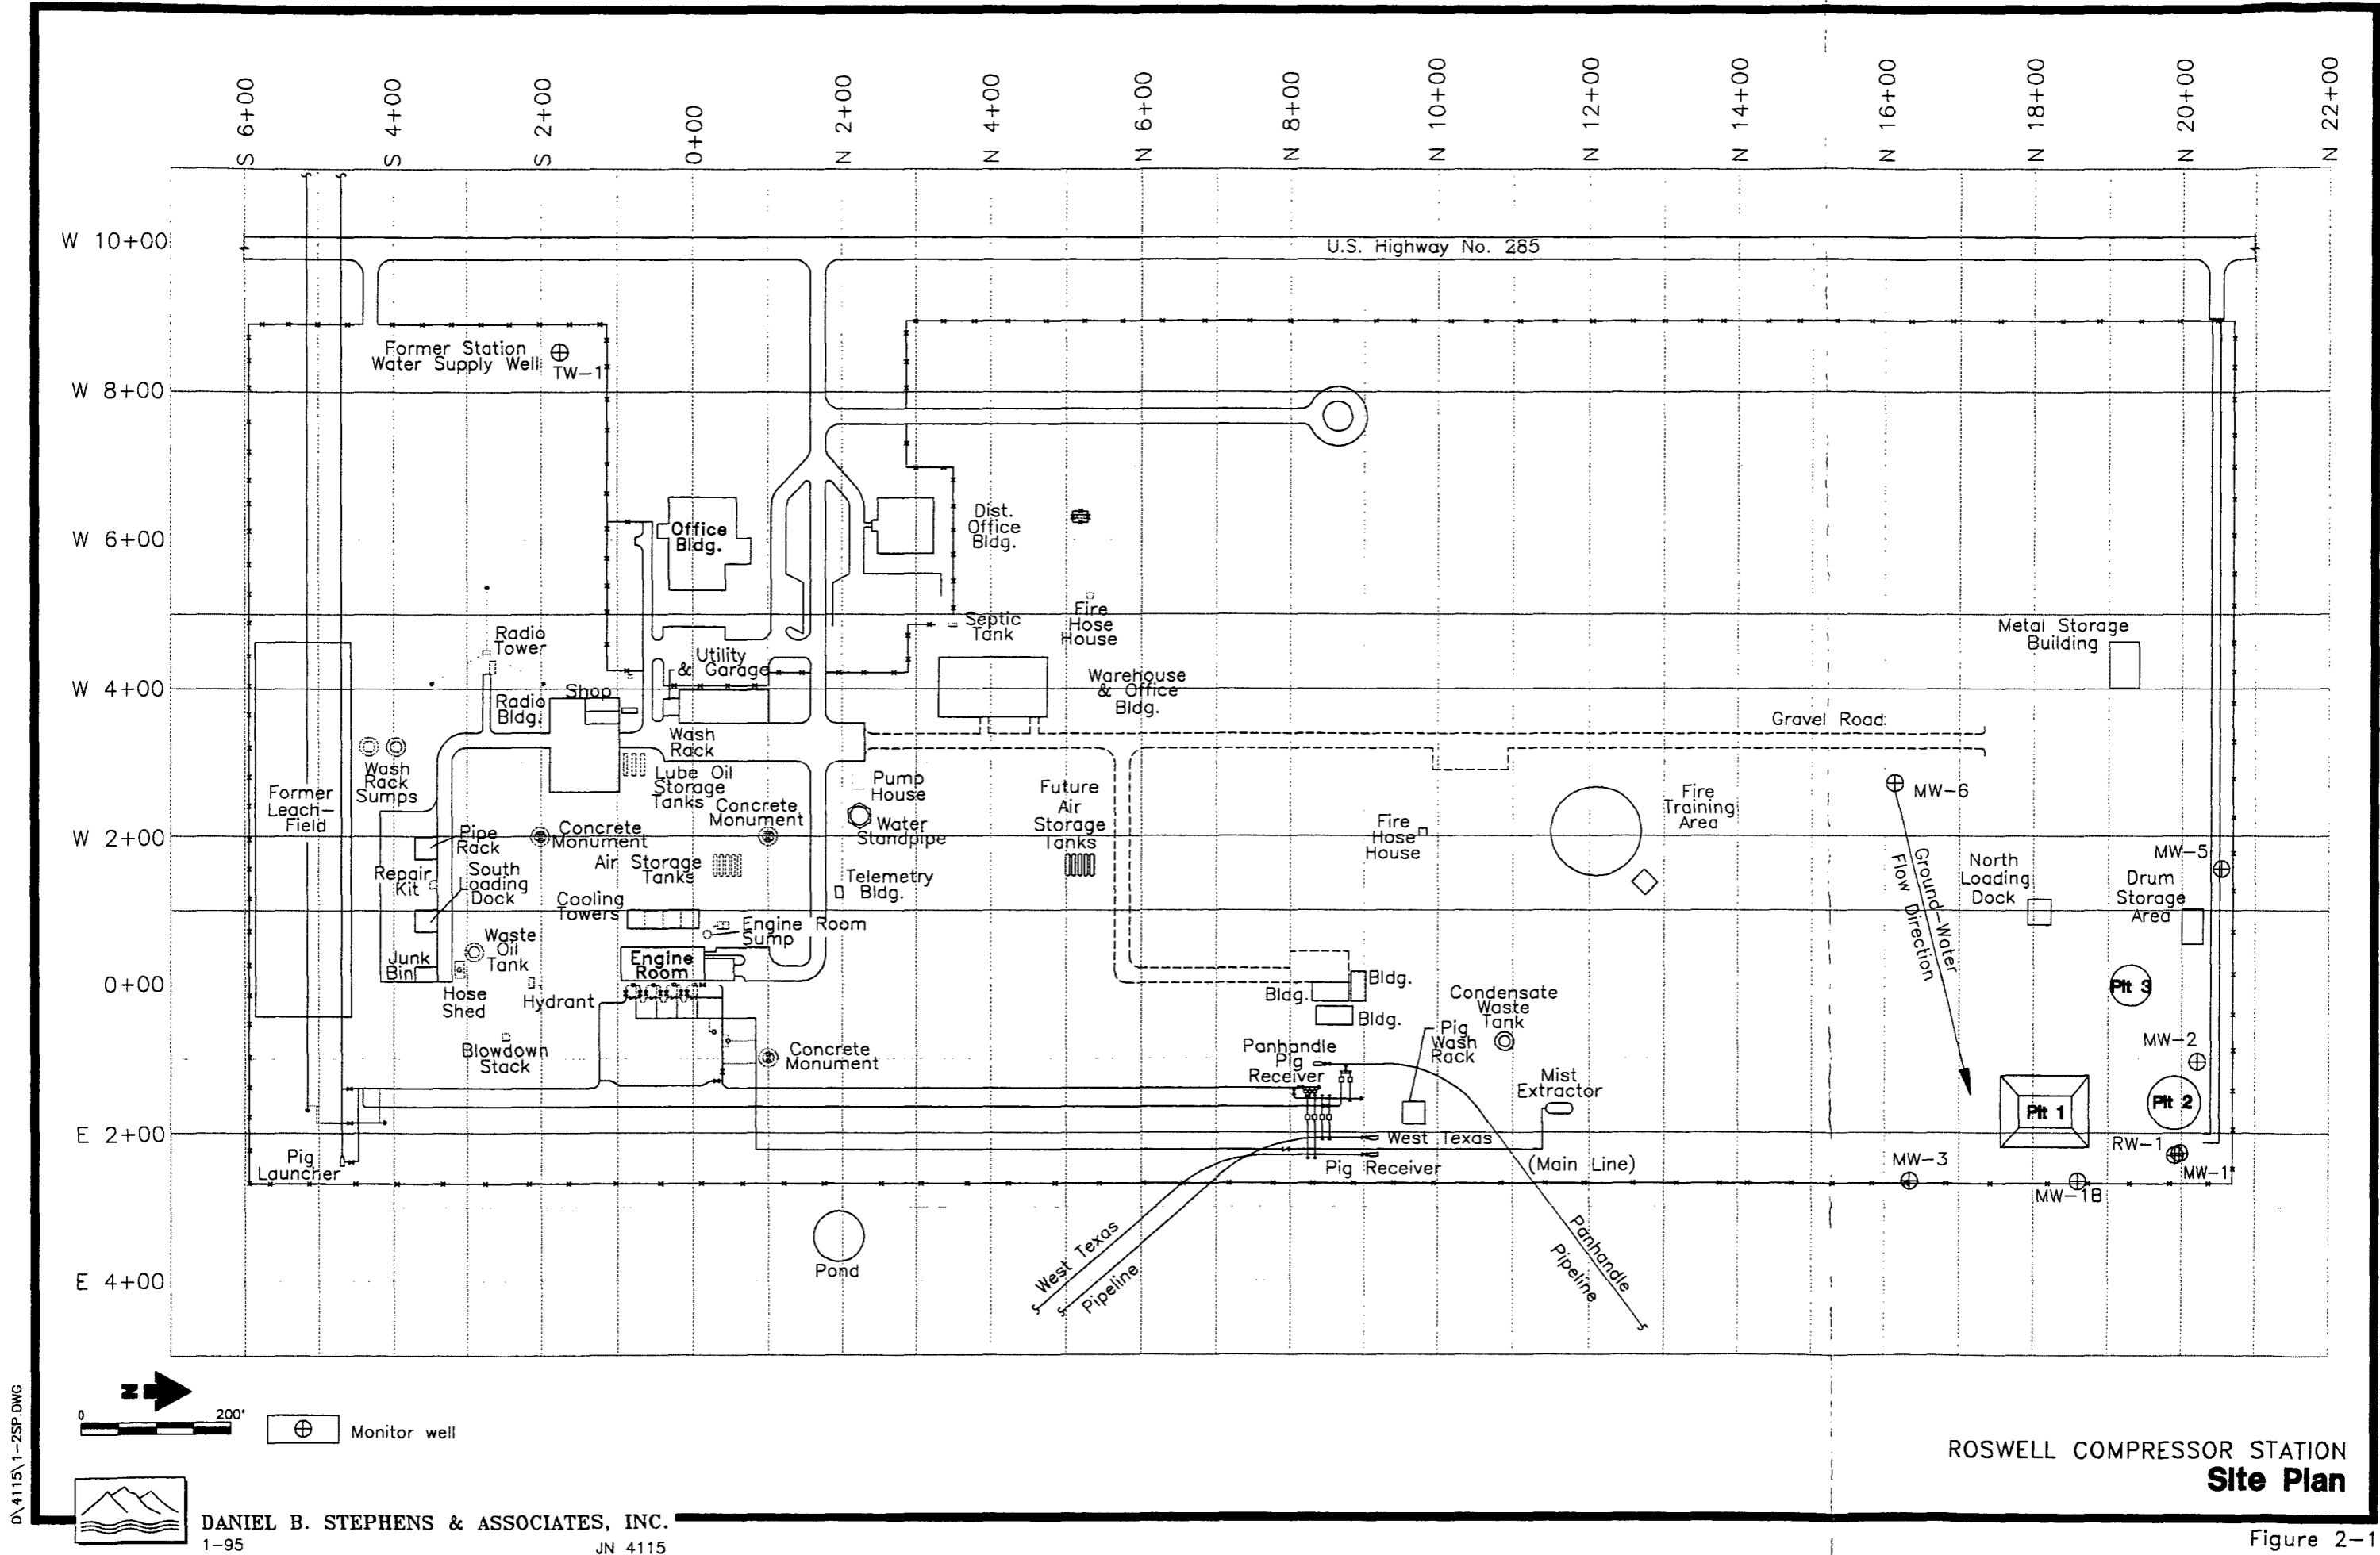 S 6+00
S 4+00
S 2+00
0+00
N 2+00
N 4+00
N 6+00
N 8+00
N 10+00
N 12+00
N 14+00
N 16+00
N 18+00
N 20+00
N 22+00
W 10+00
U.S. Highway No. 285
Former Station
Water Supply Well
TW-1
W 8+00
W 6+00
Office
Bldg.
Dist.
Office
Bldg.
Septic
Tank
Fire
Hose
House
Radio
Tower
Utility
& Garage
Metal Storage
Building
W 4+00
Radio
Bldg.
Shop
Warehouse
& Office
Bldg.
Gravel Road
Wash
Rack
Wash
Rack
Sumps
Lube Oil
Storage
Tanks
Pump
House
Future
Air
Storage
Tanks
Fire
Training
Area
MW-6
Former
Leach-
Field
Concrete
Monument
Concrete
Monument
Water
Standpipe
Fire
Hose
House
W 2+00
Pipe
Rack
Air Storage
Tanks
Repair
Kit
South
Loading
Dock
Telemetry
Bldg.
Ground-Water
Flow Direction
North
Loading
Dock
MW-5
Drum
Storage
Area
Cooling
Towers
Engine Room
Sump
Waste
Oil
Tank
Junk
Bin
Engine
Room
0+00
Hose
Shed
Hydrant
Bldg.
Bldg.
Bldg.
Condensate
Waste
Tank
Pit 3
Blowdown
Stack
Concrete
Monument
Panhandle
Pig
Receiver
Pig
Wash
Rack
Mist
Extractor
MW-2
Pit 1
Pit 2
E 2+00
Pig
Launcher
West Texas
Pig Receiver
(Main Line)
MW-3
RW-1
MW-1
MW-1B
Pond
West Texas
Pipeline
Panhandle
Pipeline
E 4+00
N
0 200'
Monitor well
D\4115\1-2SP.DWG
ROSWELL COMPRESSOR STATION
Site Plan
DANIEL B. STEPHENS & ASSOCIATES, INC.
1-95 JN 4115
Figure 2-1